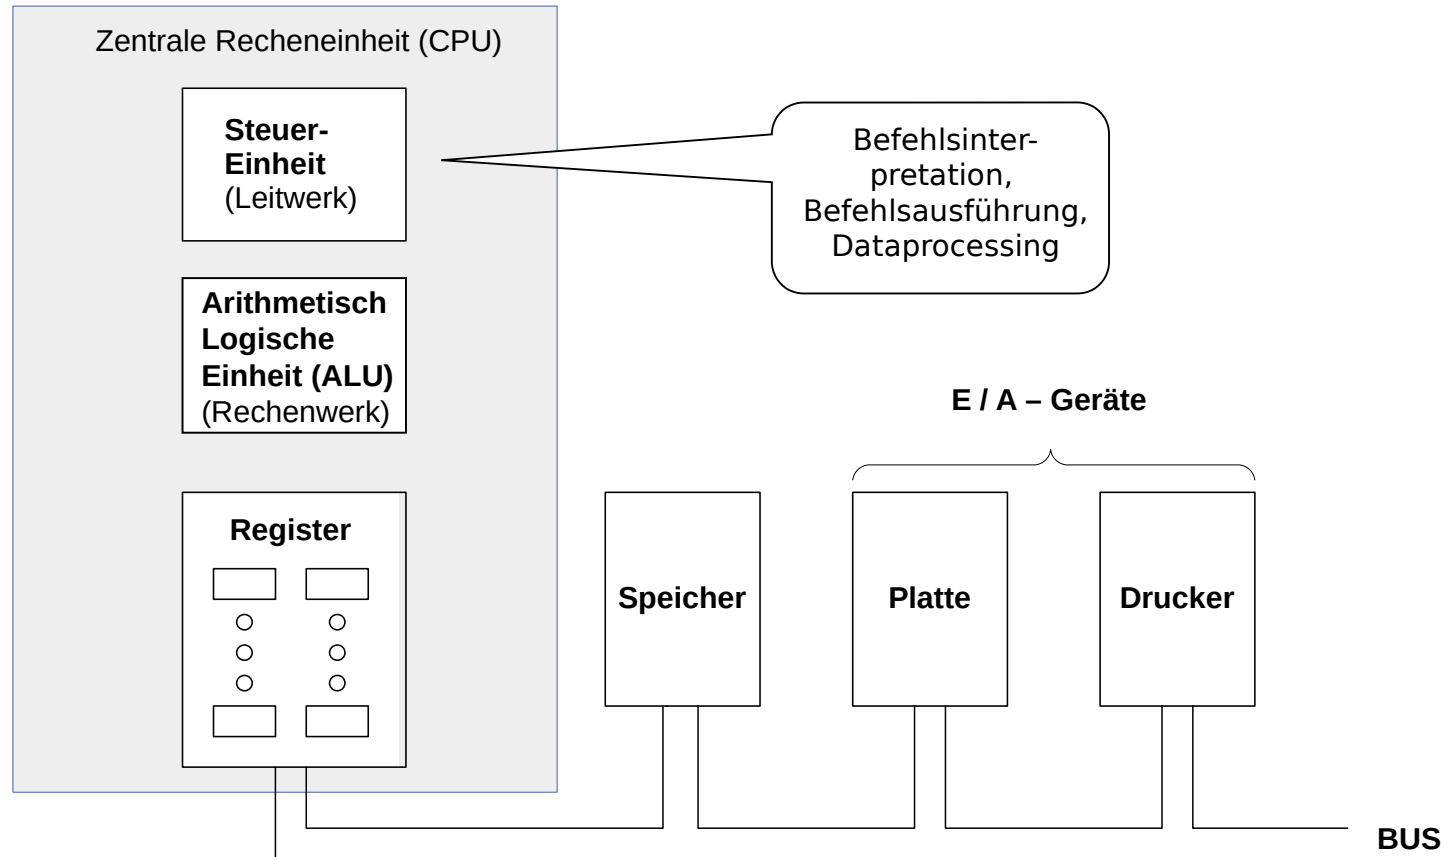 Zentrale Recheneinheit (CPU)
Steuer-
Einheit
(Leitwerk)
Befehlsinter-
pretation,
Befehlsausführung,
Dataprocessing
Arithmetisch
Logische
Einheit (ALU)
(Rechenwerk)
E / A – Geräte
Register
Speicher
Platte
Drucker
BUS